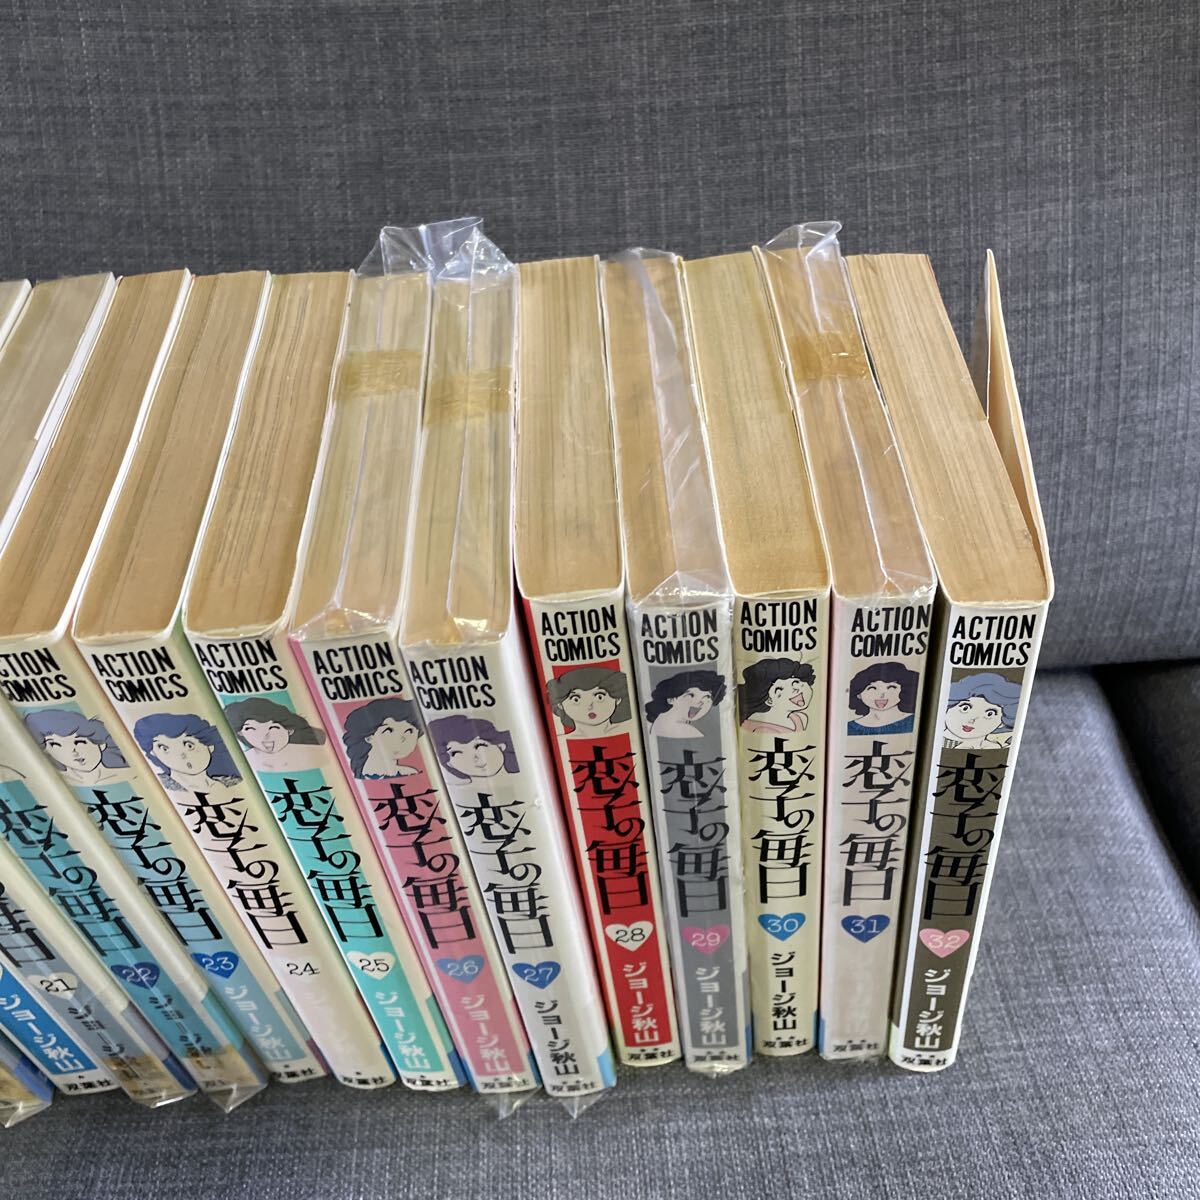 の毎日
ジョージ秋山
恋子の毎日
21
双葉社
ACTION
COMICS
恋子の毎日
22
ACTION
COMICS
恋子の毎日
23
ジョージ秋山
ACTION
COMICS
恋子の毎日
24
ACTION
COMICS
恋子の毎日
25
ジョージ秋山
双葉社
ACTION
COMICS
恋子の毎日
26
ジョージ秋山
双葉社
ACTION
COMICS
恋子の毎日
27
ジョージ秋山
双葉社
ACTION
COMICS
恋子の毎日
28
ジョージ秋山
双葉社
ACTION
COMICS
恋子の毎日
29
ジョージ秋山
双葉社
ACTION
COMICS
恋子の毎日
30
ジョージ秋山
双葉社
ACTION
COMICS
恋子の毎日
31
双葉社
ACTION
COMICS
恋子の毎日
32
ジョージ秋山
双葉社